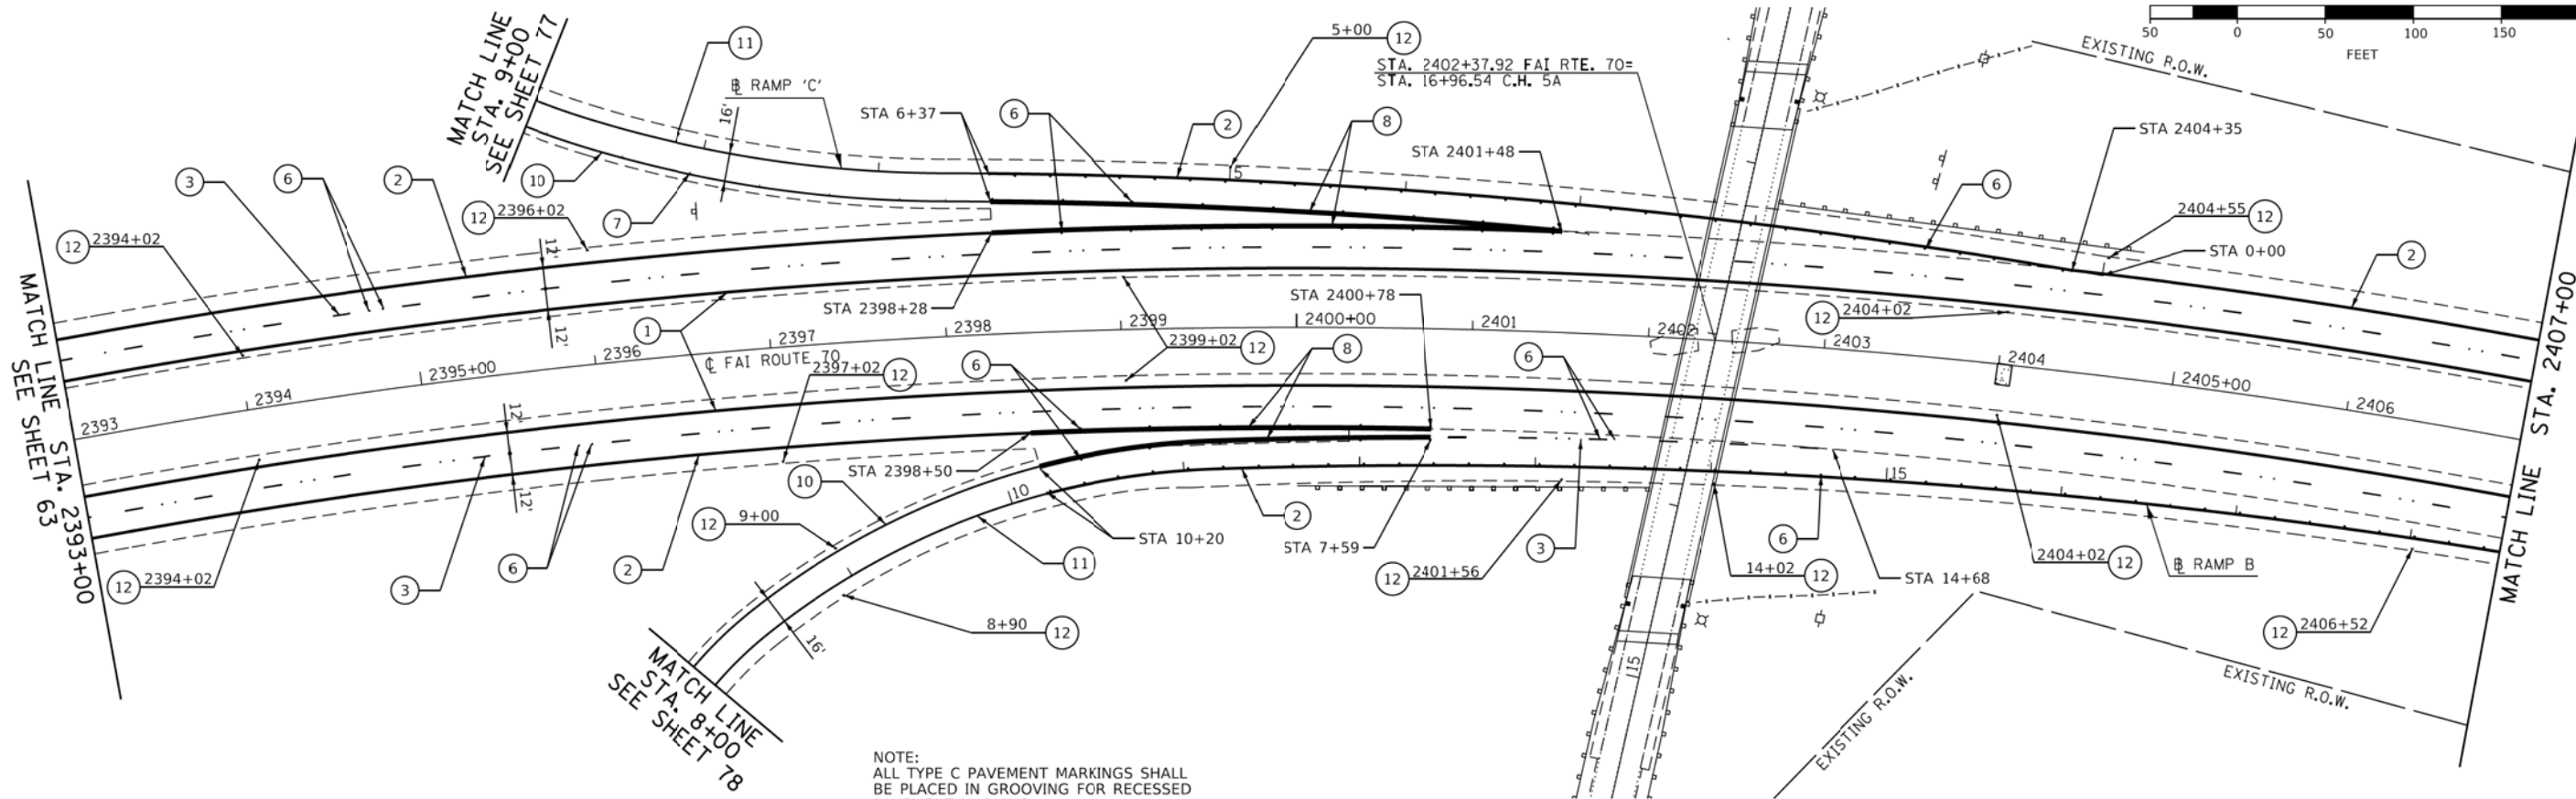 MATCH LINE
STA. 9+00
SEE SHEET 77
11
℄ RAMP 'C'
16'
5+00 12
STA. 2402+37.92 FAI RTE. 70=
STA. 16+96.54 C.H. 5A
50 0 50 100 150
FEET
EXISTING R.O.W.
STA 6+37
6
2
8
STA 2401+48
STA 2404+35
3
6
2
10
7
12 2396+02
12'
12'
5
6
2404+55 12
STA 0+00
2
12 2394+02
MATCH LINE STA. 2393+00
SEE SHEET 63
STA 2398+28
1
STA 2400+78
12 2404+02
2393
2394
2395+00
2396
2397
2398
2399
2400+00
2401
2402
2403
2404
2405+00
2406
℄ FAI ROUTE 70
2397+02 12
2399+02 12
6
8
6
12'
12'
STA 2398+50
10
10
12 9+00
12 2394+02
3
6
2
STA 10+20
11
2
STA 7+59
12 2401+56
3
14+02 12
6
15
STA 14+68
2404+02 12
℄ RAMP B
12 2406+52
MATCH LINE STA. 2407+00
8+90 12
16'
MATCH LINE
STA. 8+00
SEE SHEET 78
15
EXISTING R.O.W.
EXISTING R.O.W.
NOTE:
ALL TYPE C PAVEMENT MARKINGS SHALL
BE PLACED IN GROOVING FOR RECESSED